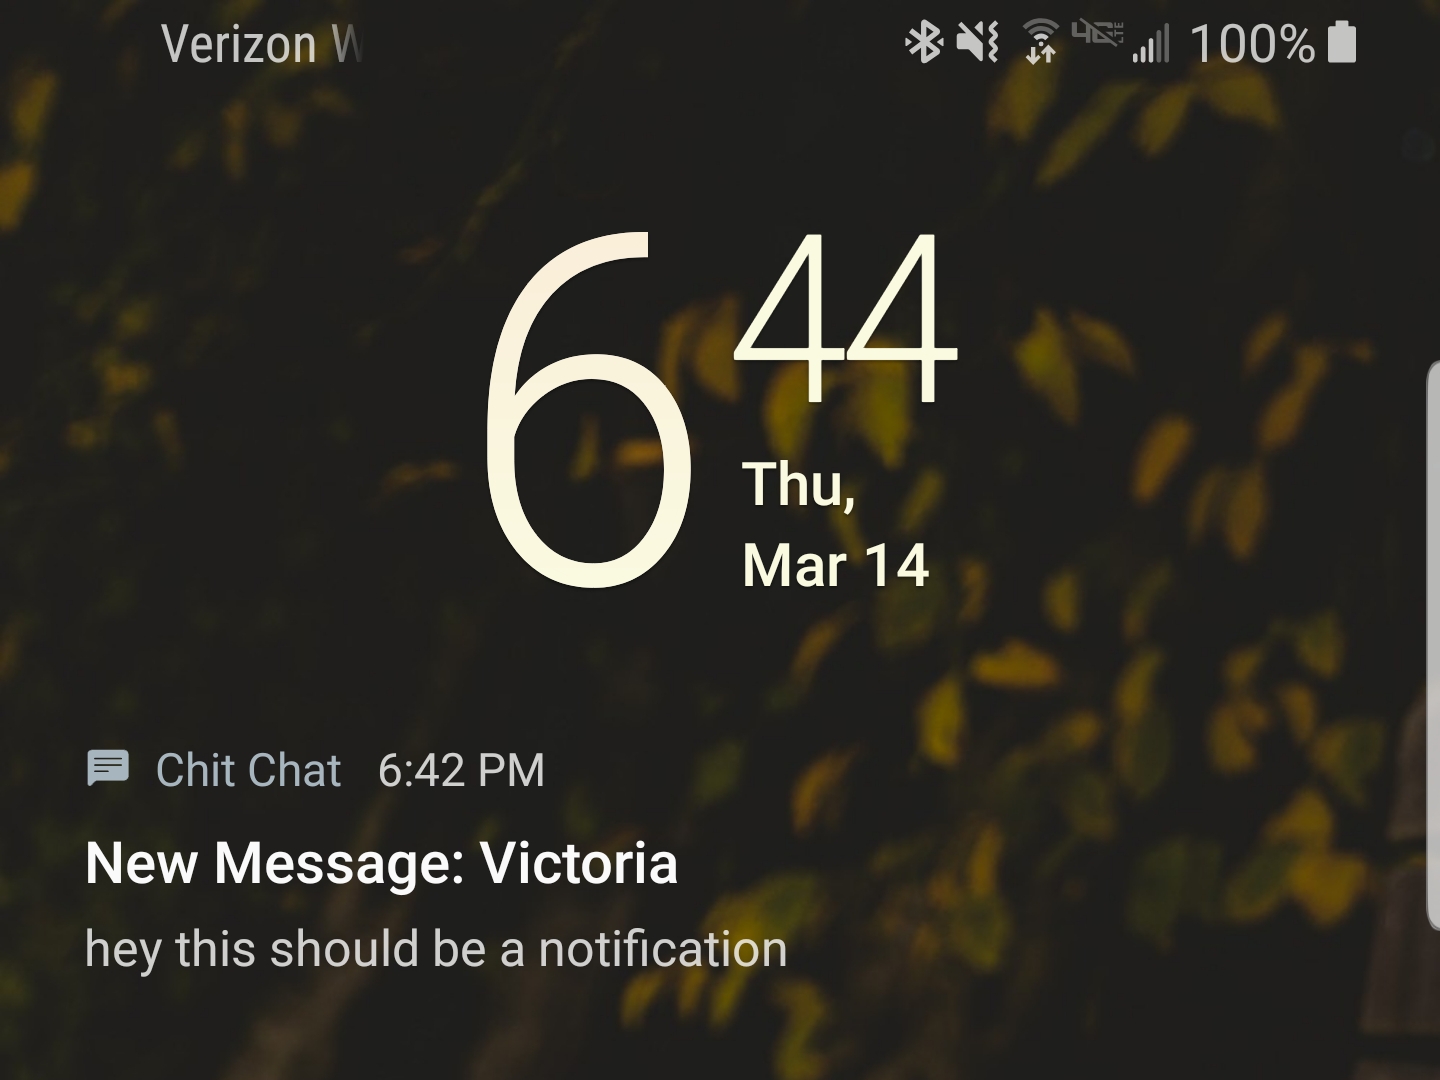 Verizon W
4G LTE 100%
6 44
Thu,
Mar 14
Chit Chat 6:42 PM
New Message: Victoria
hey this should be a notification